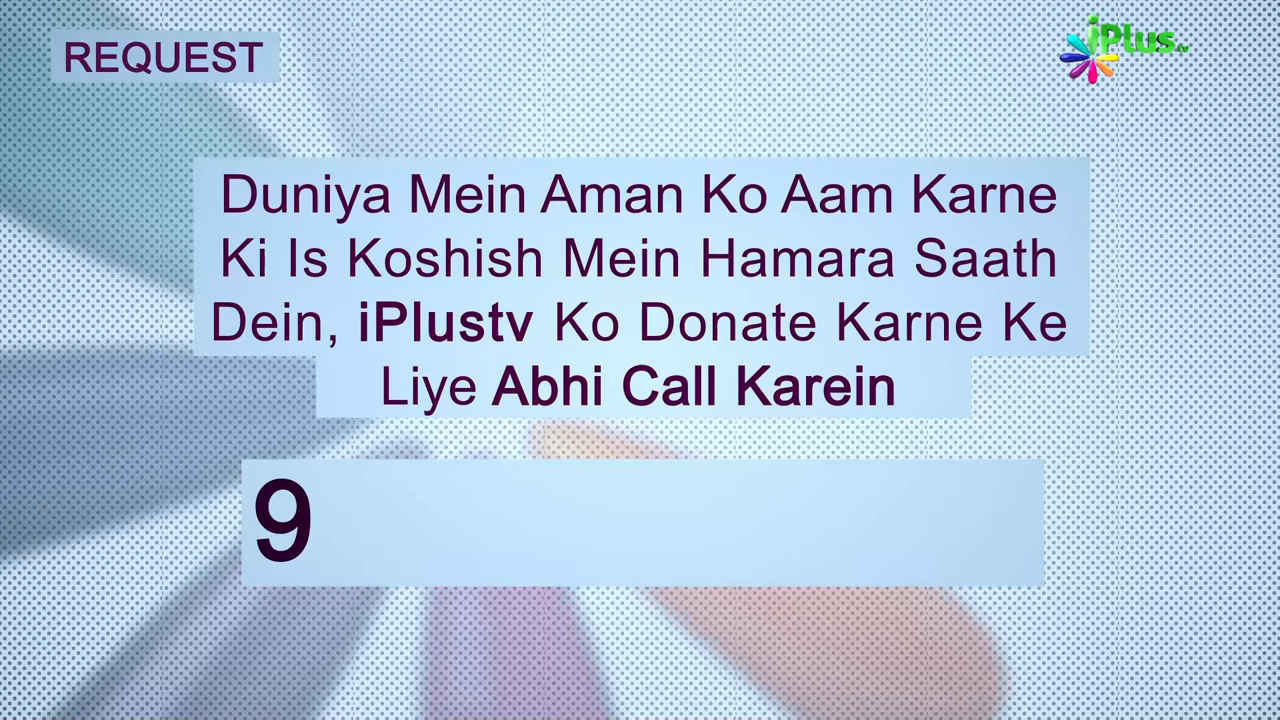 REQUEST
iPlus.tv
Duniya Mein Aman Ko Aam Karne
Ki Is Koshish Mein Hamara Saath
Dein, iPlustv Ko Donate Karne Ke
Liye Abhi Call Karein
9